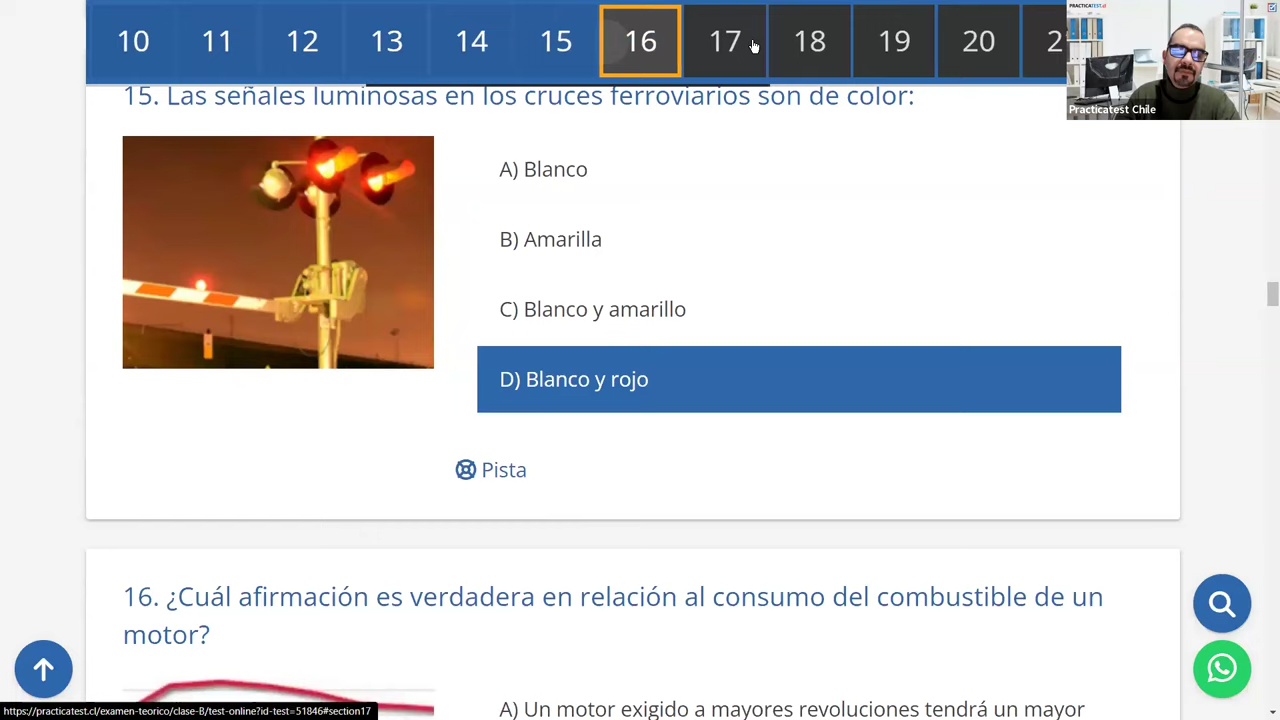 10 11 12 13 14 15 16 17 18 19 20
PRACTICATEST.cl
Practicatest Chile
15. Las señales luminosas en los cruces ferroviarios son de color:
A) Blanco
B) Amarilla
C) Blanco y amarillo
D) Blanco y rojo
Pista
16. ¿Cuál afirmación es verdadera en relación al consumo del combustible de un
motor?
A) Un motor exigido a mayores revoluciones tendrá un mayor
https://practicatest.cl/examen-teorico/clase-B/test-online?id-test=51846#section17